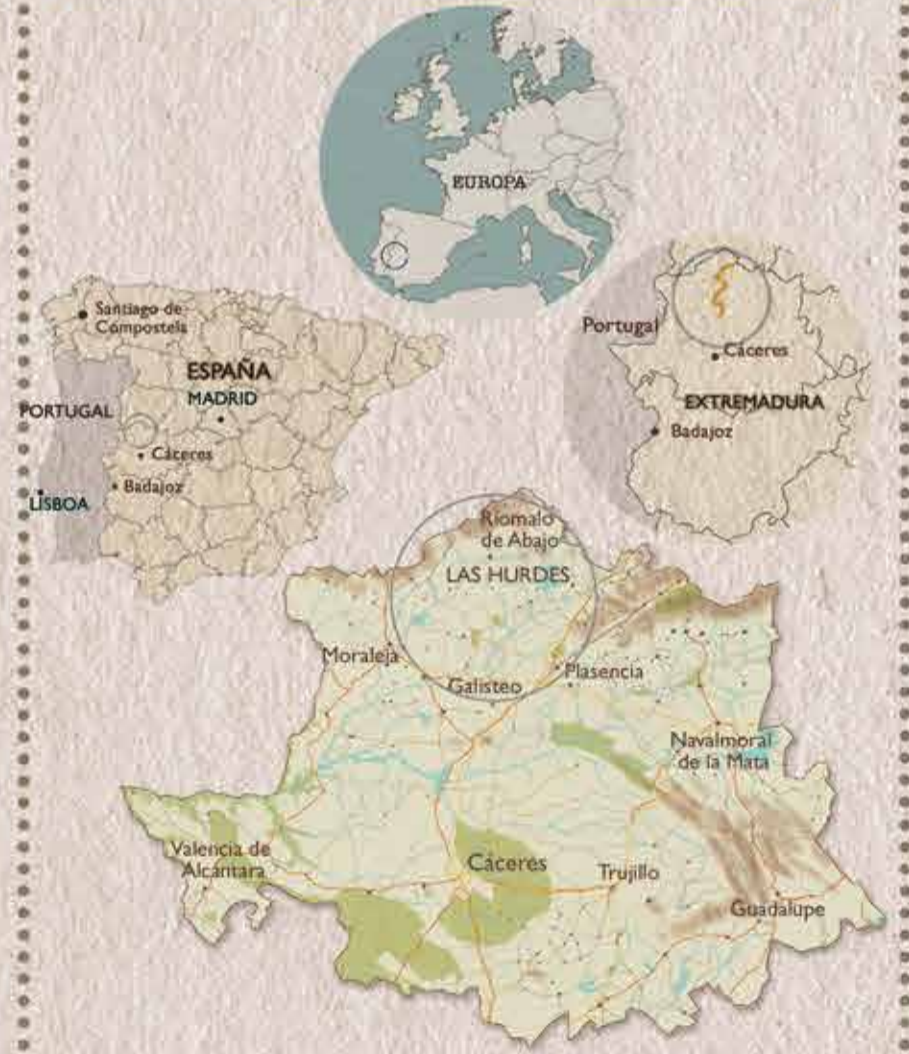 EUROPA
Santiago de
Compostela
ESPAÑA
MADRID
PORTUGAL
Cáceres
Badajoz
LISBOA
Portugal
Cáceres
EXTREMADURA
Badajoz
Riomalo
de Abajo
LAS HURDES
Moraleja
Galisteo
Plasencia
Navalmoral
de la Mata
Valencia de
Alcántara
Cáceres
Trujillo
Guadalupe